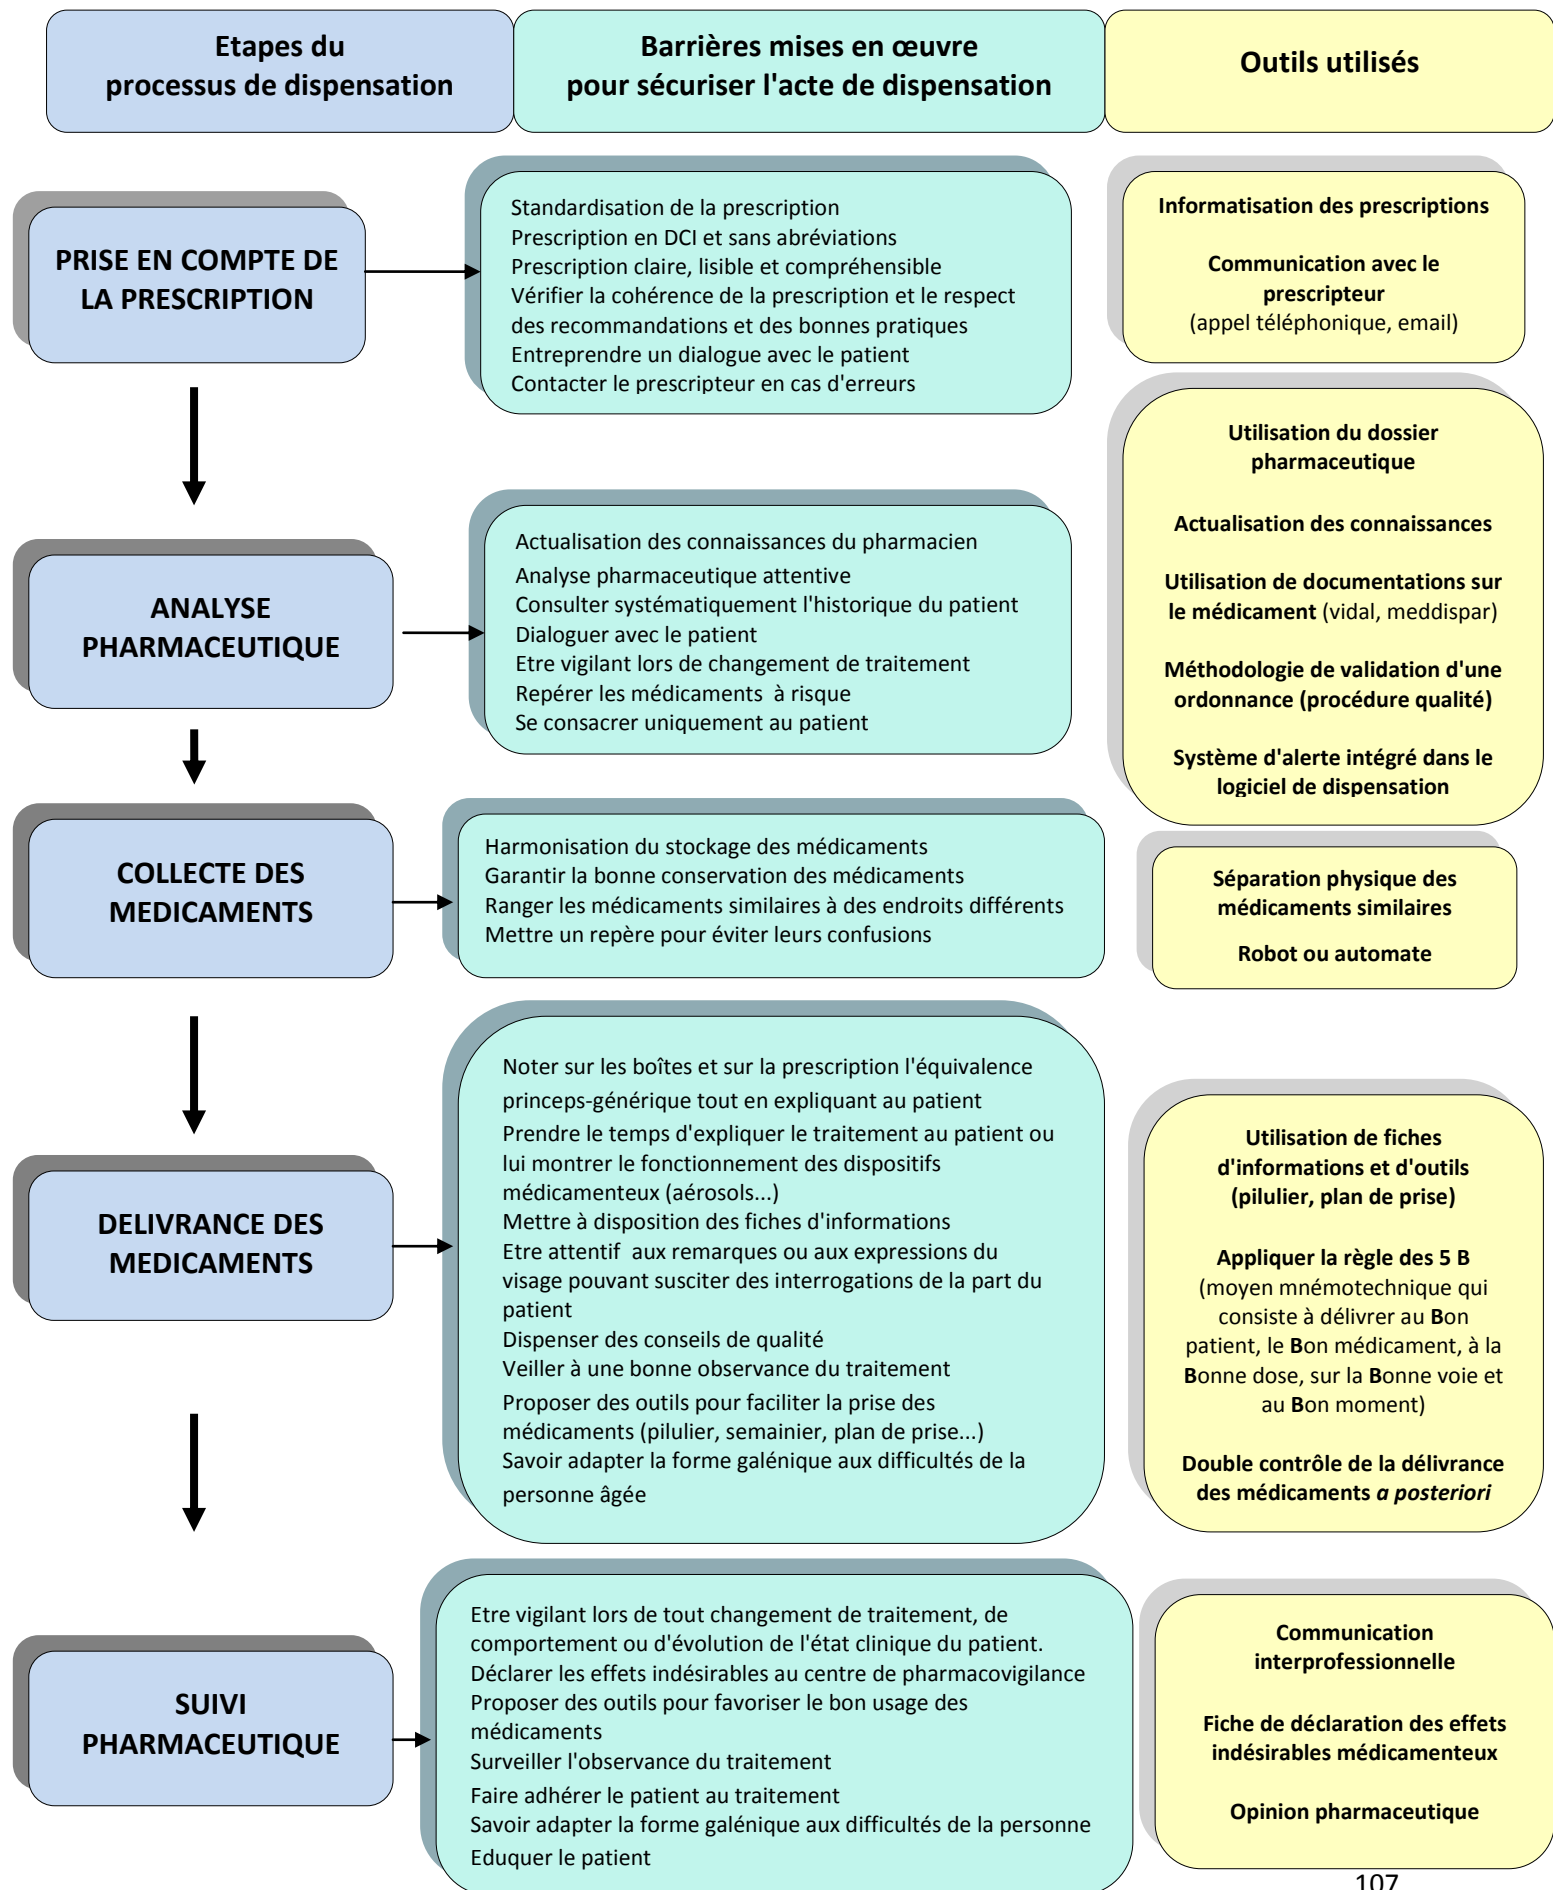 Etapes du
processus de dispensation
Barrières mises en œuvre
pour sécuriser l'acte de dispensation
Outils utilisés
PRISE EN COMPTE DE
LA PRESCRIPTION
Standardisation de la prescription
Prescription en DCI et sans abréviations
Prescription claire, lisible et compréhensible
Vérifier la cohérence de la prescription et le respect
des recommandations et des bonnes pratiques
Entreprendre un dialogue avec le patient
Contacter le prescripteur en cas d'erreurs
Informatisation des prescriptions
Communication avec le
prescripteur
(appel téléphonique, email)
ANALYSE
PHARMACEUTIQUE
Actualisation des connaissances du pharmacien
Analyse pharmaceutique attentive
Consulter systématiquement l'historique du patient
Dialoguer avec le patient
Etre vigilant lors de changement de traitement
Repérer les médicaments  à risque
Se consacrer uniquement au patient
Utilisation du dossier
pharmaceutique
Actualisation des connaissances
Utilisation de documentations sur
le médicament (vidal, meddispar)
Méthodologie de validation d'une
ordonnance (procédure qualité)
Système d'alerte intégré dans le
logiciel de dispensation
COLLECTE DES
MEDICAMENTS
Harmonisation du stockage des médicaments
Garantir la bonne conservation des médicaments
Ranger les médicaments similaires à des endroits différents
Mettre un repère pour éviter leurs confusions
Séparation physique des
médicaments similaires
Robot ou automate
DELIVRANCE DES
MEDICAMENTS
Noter sur les boîtes et sur la prescription l'équivalence
princeps-générique tout en expliquant au patient
Prendre le temps d'expliquer le traitement au patient ou
lui montrer le fonctionnement des dispositifs
médicamenteux (aérosols...)
Mettre à disposition des fiches d'informations
Etre attentif  aux remarques ou aux expressions du
visage pouvant susciter des interrogations de la part du
patient
Dispenser des conseils de qualité
Veiller à une bonne observance du traitement
Proposer des outils pour faciliter la prise des
médicaments (pilulier, semainier, plan de prise...)
Savoir adapter la forme galénique aux difficultés de la
personne âgée
Utilisation de fiches
d'informations et d'outils
(pilulier, plan de prise)
Appliquer la règle des 5 B
(moyen mnémotechnique qui
consiste à délivrer au Bon
patient, le Bon médicament, à la
Bonne dose, sur la Bonne voie et
au Bon moment)
Double contrôle de la délivrance
des médicaments a posteriori
SUIVI
PHARMACEUTIQUE
Etre vigilant lors de tout changement de traitement, de
comportement ou d'évolution de l'état clinique du patient.
Déclarer les effets indésirables au centre de pharmacovigilance
Proposer des outils pour favoriser le bon usage des
médicaments
Surveiller l'observance du traitement
Faire adhérer le patient au traitement
Savoir adapter la forme galénique aux difficultés de la personne
Eduquer le patient
Communication
interprofessionnelle
Fiche de déclaration des effets
indésirables médicamenteux
Opinion pharmaceutique
107